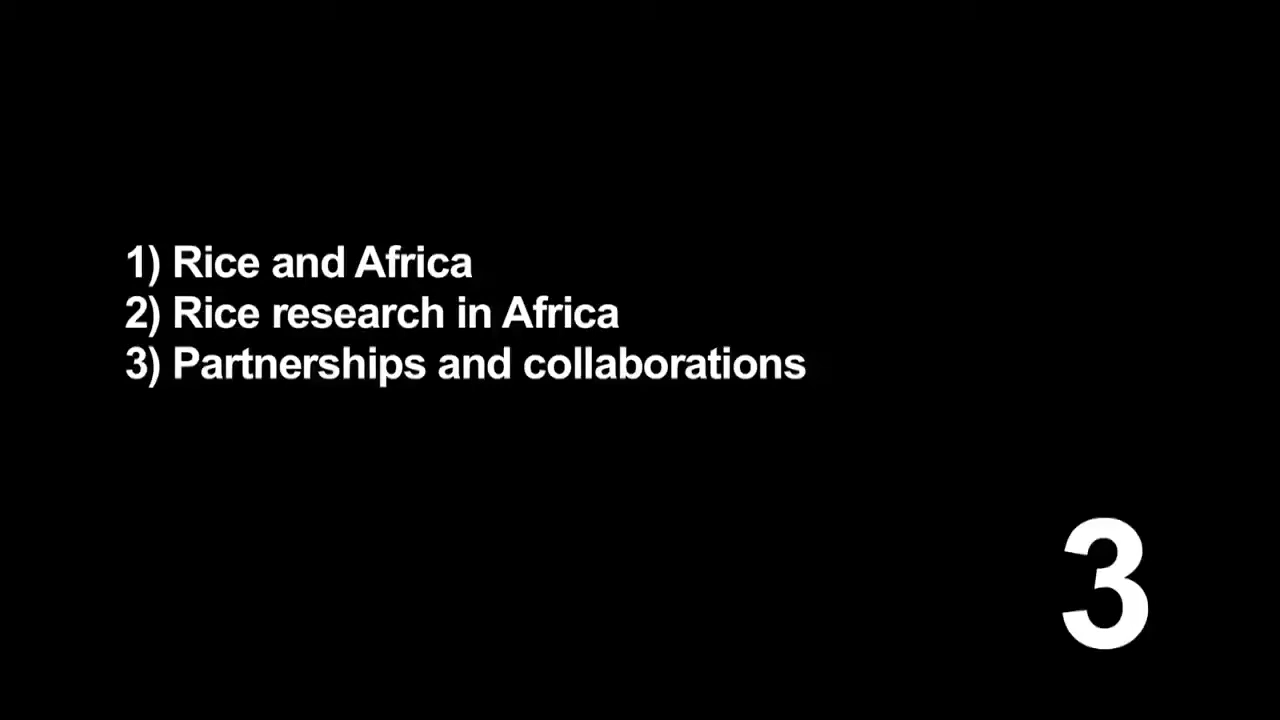 1) Rice and Africa
2) Rice research in Africa
3) Partnerships and collaborations
3